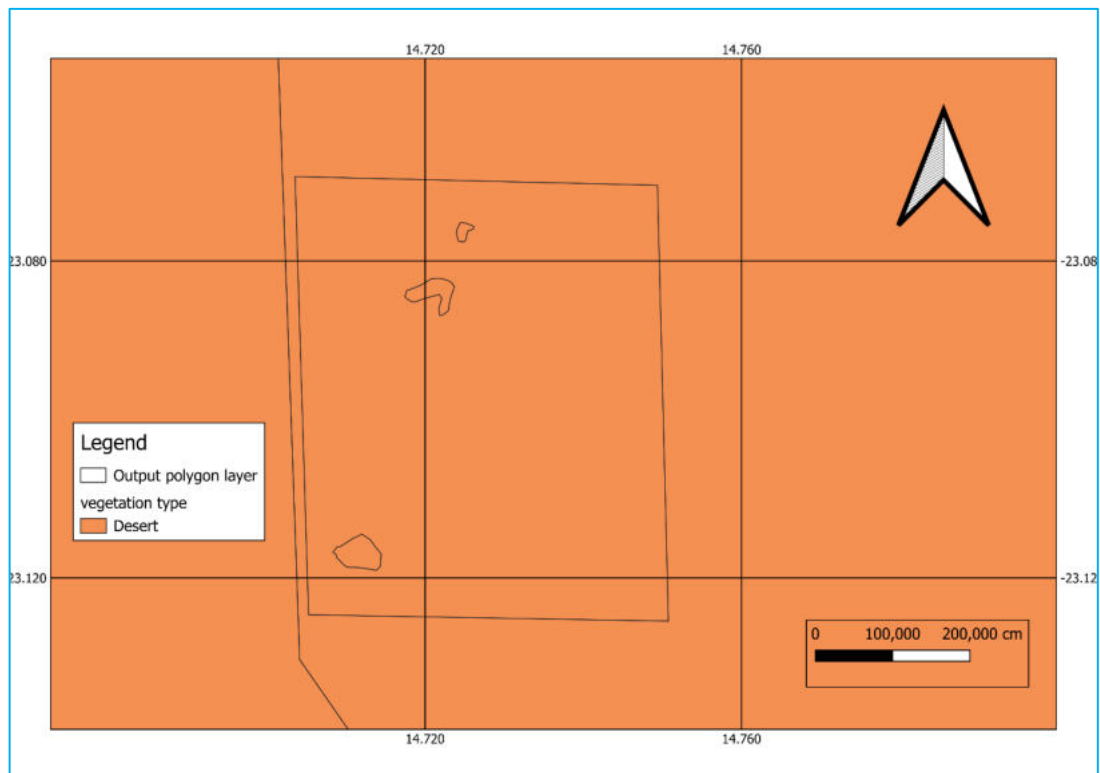 14.720 14.760
23.080 -23.08
Legend
Output polygon layer
vegetation type
Desert
23.120 -23.12
0 100,000 200,000 cm
14.720 14.760